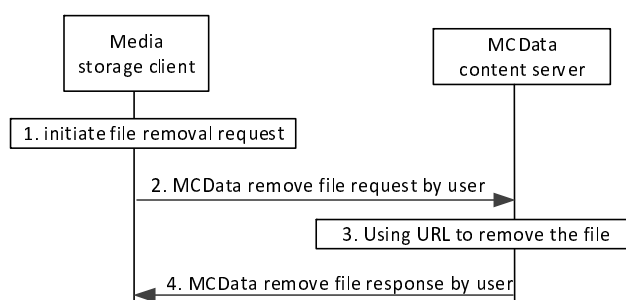 Media
storage client
MCData
content server
1. initiate file removal request
2. MCData remove file request by user
3. Using URL to remove the file
4. MCData remove file response by user